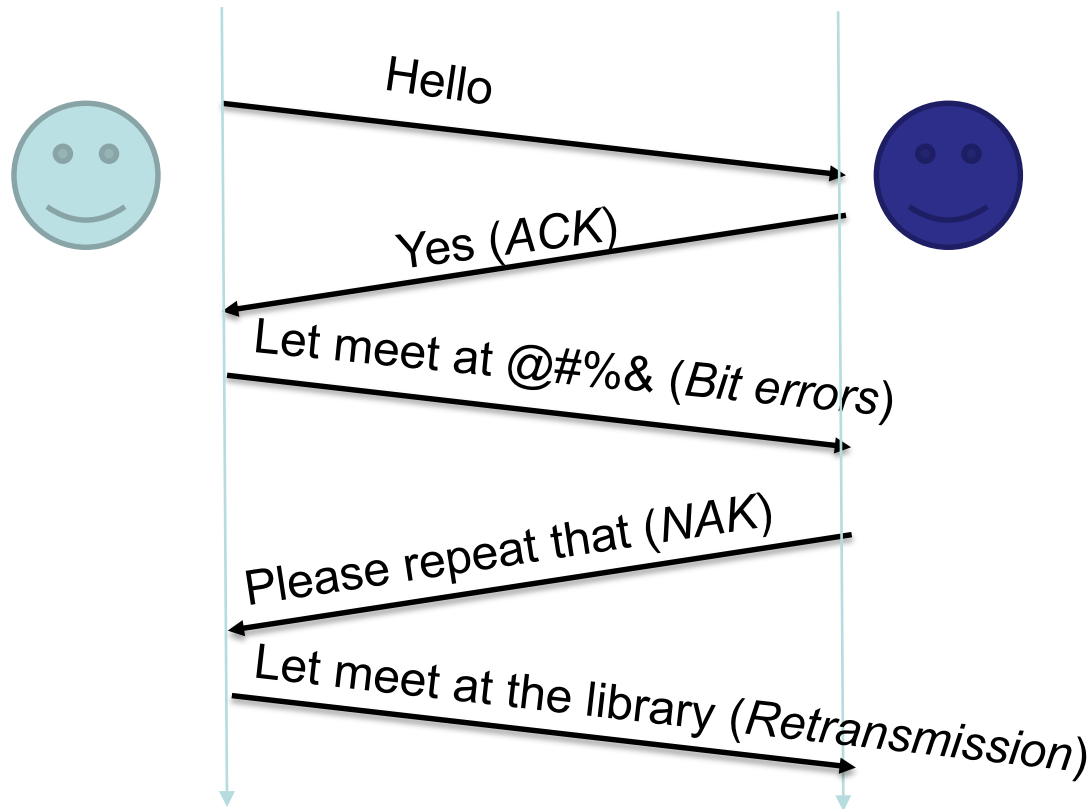 Hello
Yes (ACK)
Let meet at @#%& (Bit errors)
Please repeat that (NAK)
Let meet at the library (Retransmission)